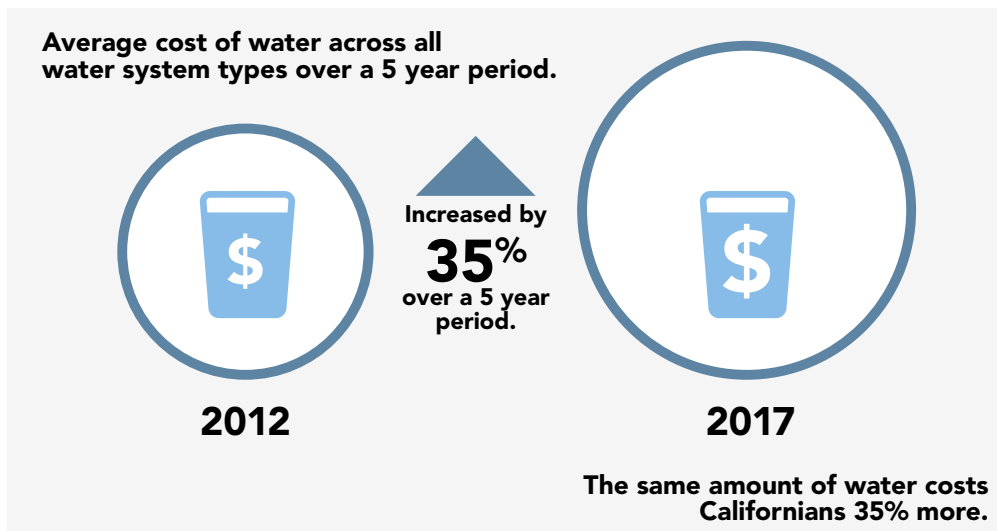 Average cost of water across all
water system types over a 5 year period.
$
Increased by
35%
over a 5 year
period.
$
2012
2017
The same amount of water costs
Californians 35% more.